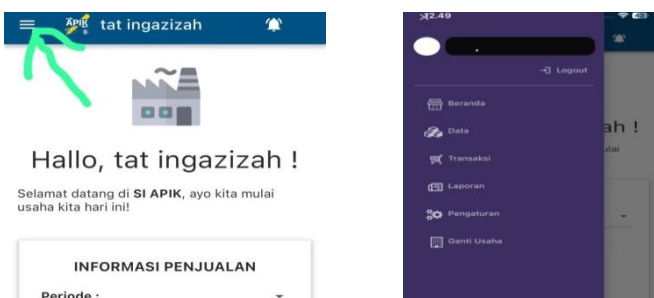 APIK tat ingazizah
Hallo, tat ingazizah !
Selamat datang di SI APIK, ayo kita mulai
usaha kita hari ini!
INFORMASI PENJUALAN
Periode :
22.49
Logout
Beranda
Data
Transaksi
Laporan
Pengaturan
Ganti Usaha
ah !
ulai